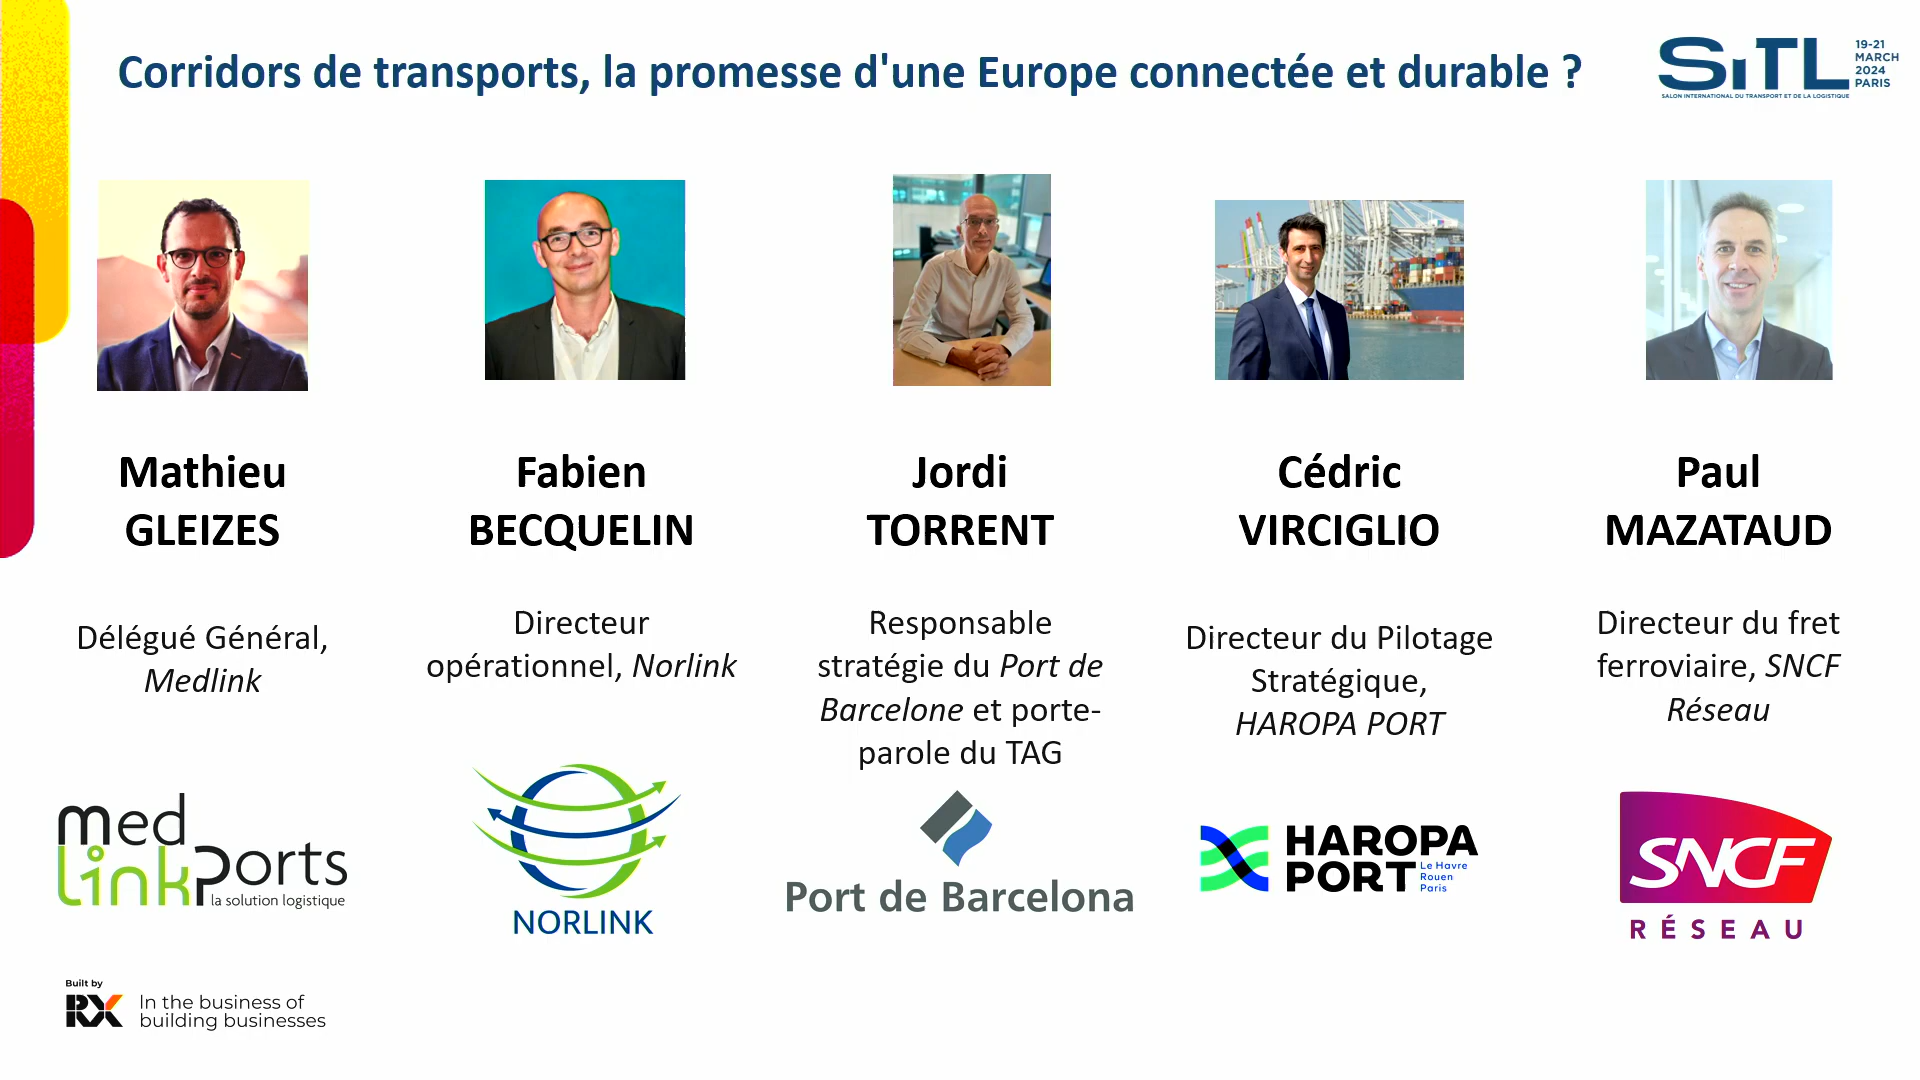 Corridors de transports, la promesse d'une Europe connectée et durable ?
SiTL
19-21
MARCH
2024
PARIS
SALON INTERNATIONAL DU TRANSPORT ET DE LA LOGISTIQUE
Mathieu
GLEIZES
Délégué Général,
Medlink
med
linkPorts
la solution logistique
Fabien
BECQUELIN
Directeur
opérationnel, Norlink
NORLINK
Jordi
TORRENT
Responsable
stratégie du Port de
Barcelone et porte-
parole du TAG
Port de Barcelona
Cédric
VIRCIGLIO
Directeur du Pilotage
Stratégique,
HAROPA PORT
HAROPA
PORT
Le Havre
Rouen
Paris
Paul
MAZATAUD
Directeur du fret
ferroviaire, SNCF
Réseau
SNCF
RÉSEAU
Built by
RX
In the business of
building businesses